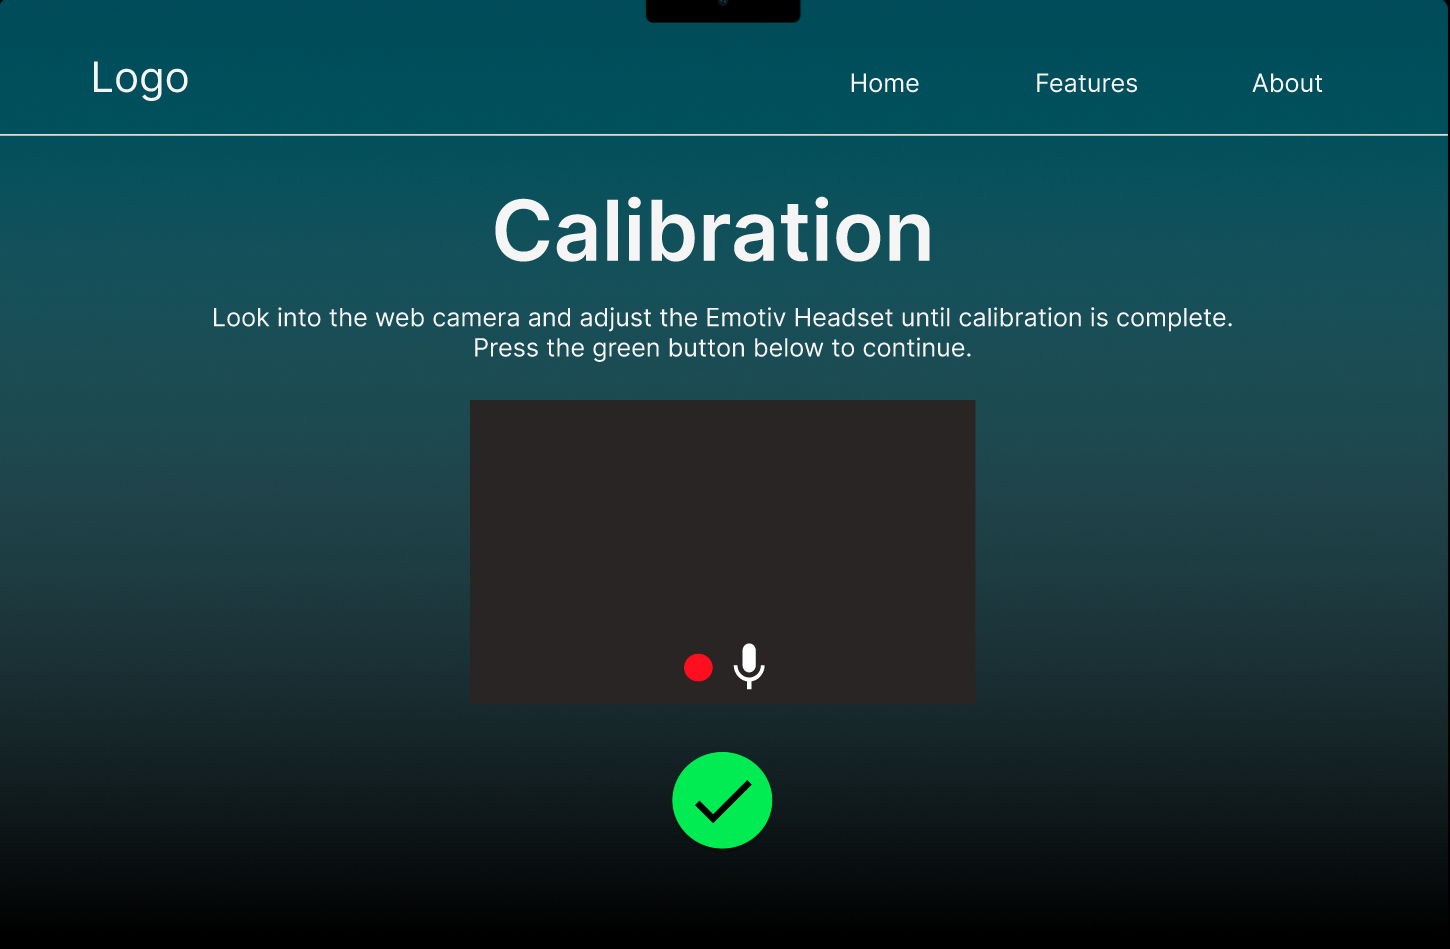 Logo
Home Features About
Calibration
Look into the web camera and adjust the Emotiv Headset until calibration is complete.
Press the green button below to continue.